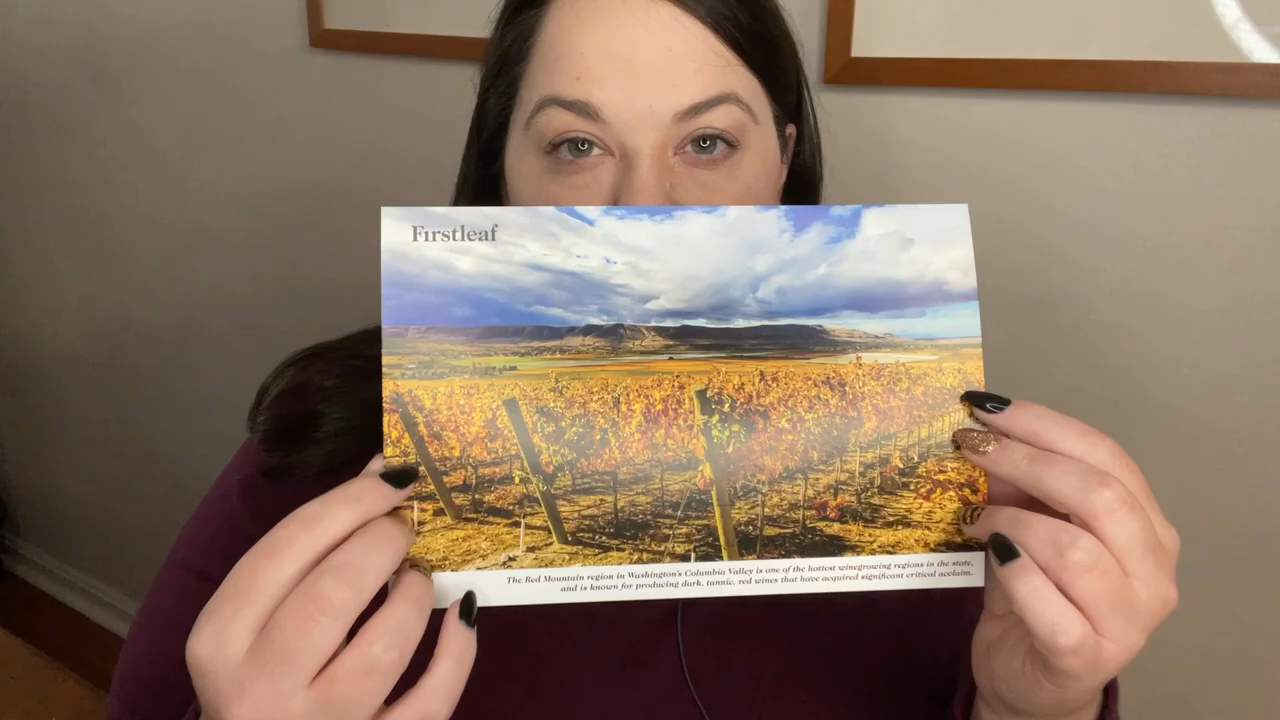 Firstleaf
The Red Mountain region in Washington's Columbia Valley is one of the hottest winegrowing regions in the state,
and is known for producing dark, tannic, red wines that have acquired significant critical acclaim.